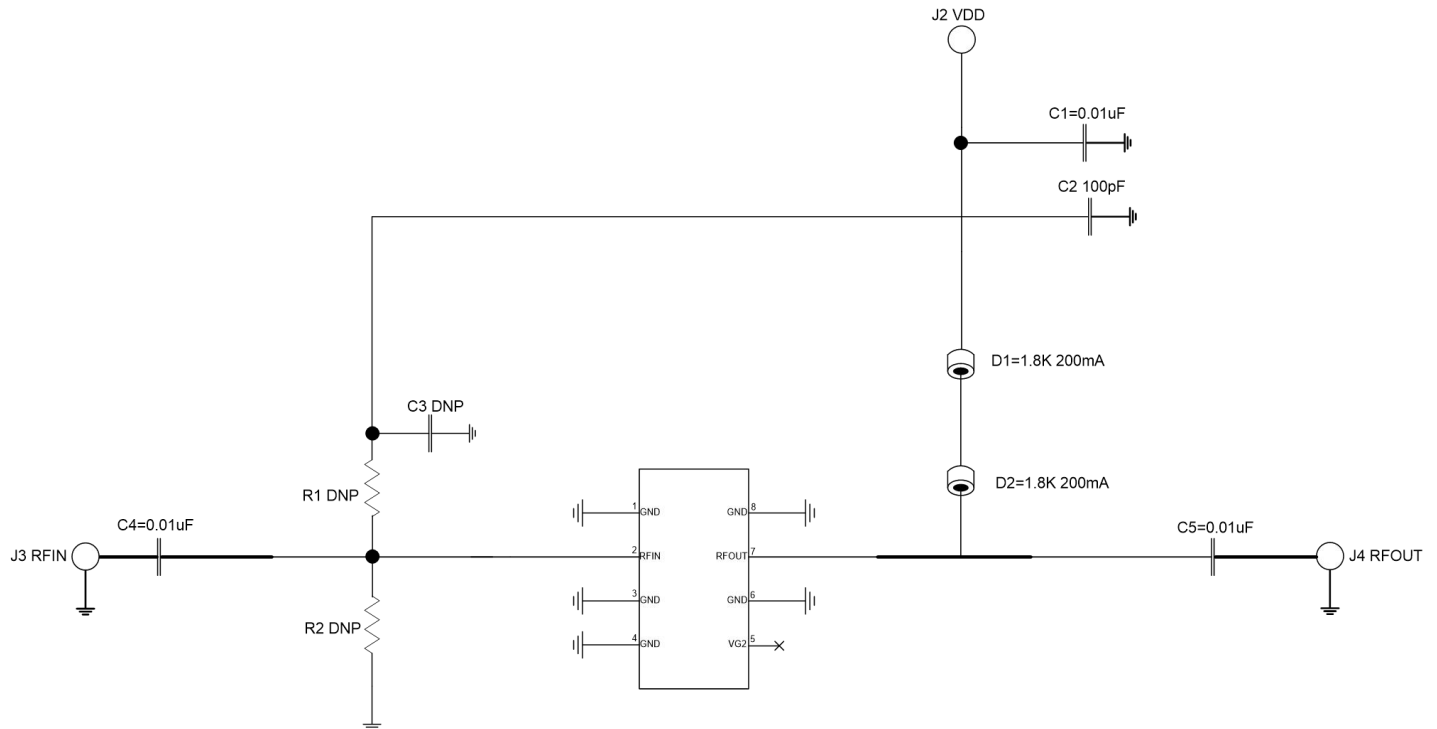 J2 VDD
C1=0.01uF
C2 100pF
D1=1.8K 200mA
C3 DNP
R1 DNP
D2=1.8K 200mA
1 GND
GND 8
C4=0.01uF
C5=0.01uF
J3 RFIN
2 RFIN
RFOUT 7
J4 RFOUT
3 GND
GND 6
R2 DNP
4 GND
VG2 5